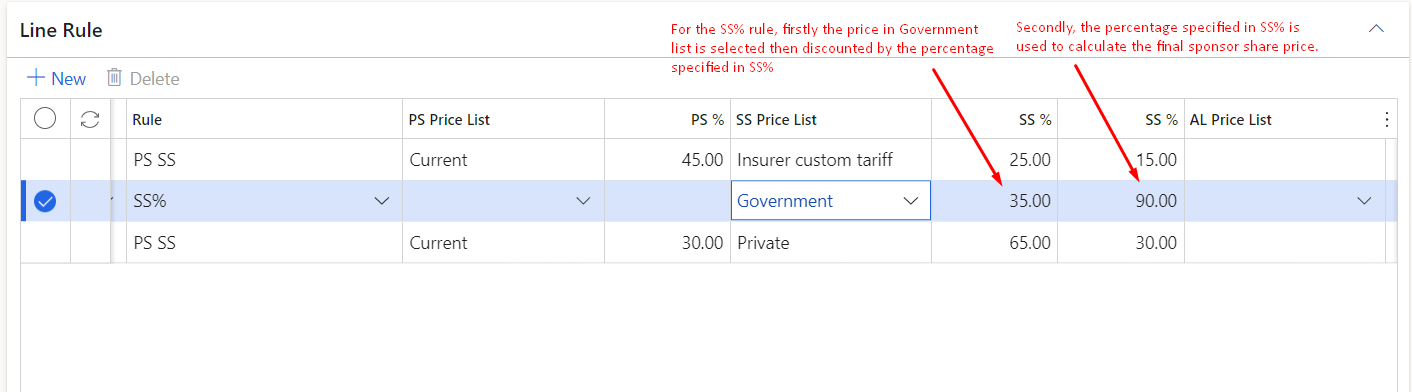 Line Rule
For the SS% rule, firstly the price in Government
list is selected then discounted by the percentage
specified in SS%
Secondly, the percentage specified in SS% is
used to calculate the final sponsor share price.
New Delete
Rule PS Price List PS % SS Price List SS % SS % AL Price List
PS SS Current 45.00 Insurer custom tariff 25.00 15.00
SS% Government 35.00 90.00
PS SS Current 30.00 Private 65.00 30.00